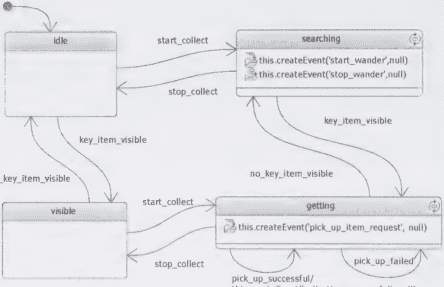 idle
start_collect
searching
this.createEvent('start_wander',null)
this.createEvent('stop_wander',null)
stop_collect
key_item_visible
key_item_visible
_key_item_visible
no_key_item_visible
visible
start_collect
getting
this.createEvent('pick_up_item_request', null)
stop_collect
pick_up_failed
pick_up_successful/